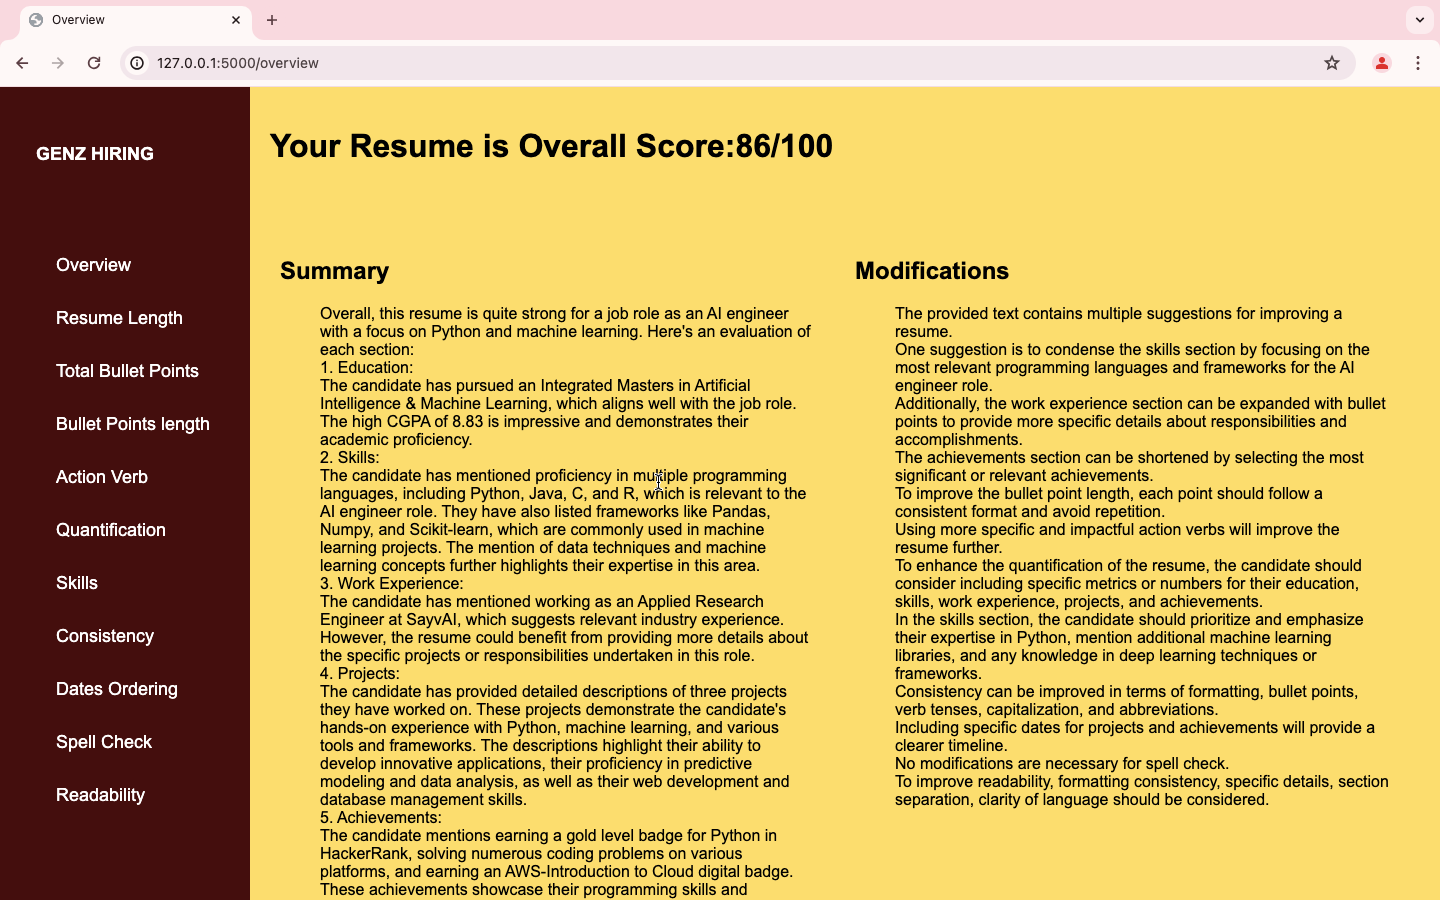 Overview
127.0.0.1:5000/overview
GENZ HIRING
Overview
Resume Length
Total Bullet Points
Bullet Points length
Action Verb
Quantification
Skills
Consistency
Dates Ordering
Spell Check
Readability
Your Resume is Overall Score:86/100
Summary
Overall, this resume is quite strong for a job role as an AI engineer
with a focus on Python and machine learning. Here's an evaluation of
each section:
1. Education:
The candidate has pursued an Integrated Masters in Artificial
Intelligence & Machine Learning, which aligns well with the job role.
The high CGPA of 8.83 is impressive and demonstrates their
academic proficiency.
2. Skills:
The candidate has mentioned proficiency in multiple programming
languages, including Python, Java, C, and R, which is relevant to the
AI engineer role. They have also listed frameworks like Pandas,
Numpy, and Scikit-learn, which are commonly used in machine
learning projects. The mention of data techniques and machine
learning concepts further highlights their expertise in this area.
3. Work Experience:
The candidate has mentioned working as an Applied Research
Engineer at SayvAI, which suggests relevant industry experience.
However, the resume could benefit from providing more details about
the specific projects or responsibilities undertaken in this role.
4. Projects:
The candidate has provided detailed descriptions of three projects
they have worked on. These projects demonstrate the candidate's
hands-on experience with Python, machine learning, and various
tools and frameworks. The descriptions highlight their ability to
develop innovative applications, their proficiency in predictive
modeling and data analysis, as well as their web development and
database management skills.
5. Achievements:
The candidate mentions earning a gold level badge for Python in
HackerRank, solving numerous coding problems on various
platforms, and earning an AWS-Introduction to Cloud digital badge.
These achievements showcase their programming skills and
Modifications
The provided text contains multiple suggestions for improving a
resume.
One suggestion is to condense the skills section by focusing on the
most relevant programming languages and frameworks for the AI
engineer role.
Additionally, the work experience section can be expanded with bullet
points to provide more specific details about responsibilities and
accomplishments.
The achievements section can be shortened by selecting the most
significant or relevant achievements.
To improve the bullet point length, each point should follow a
consistent format and avoid repetition.
Using more specific and impactful action verbs will improve the
resume further.
To enhance the quantification of the resume, the candidate should
consider including specific metrics or numbers for their education,
skills, work experience, projects, and achievements.
In the skills section, the candidate should prioritize and emphasize
their expertise in Python, mention additional machine learning
libraries, and any knowledge in deep learning techniques or
frameworks.
Consistency can be improved in terms of formatting, bullet points,
verb tenses, capitalization, and abbreviations.
Including specific dates for projects and achievements will provide a
clearer timeline.
No modifications are necessary for spell check.
To improve readability, formatting consistency, specific details, section
separation, clarity of language should be considered.